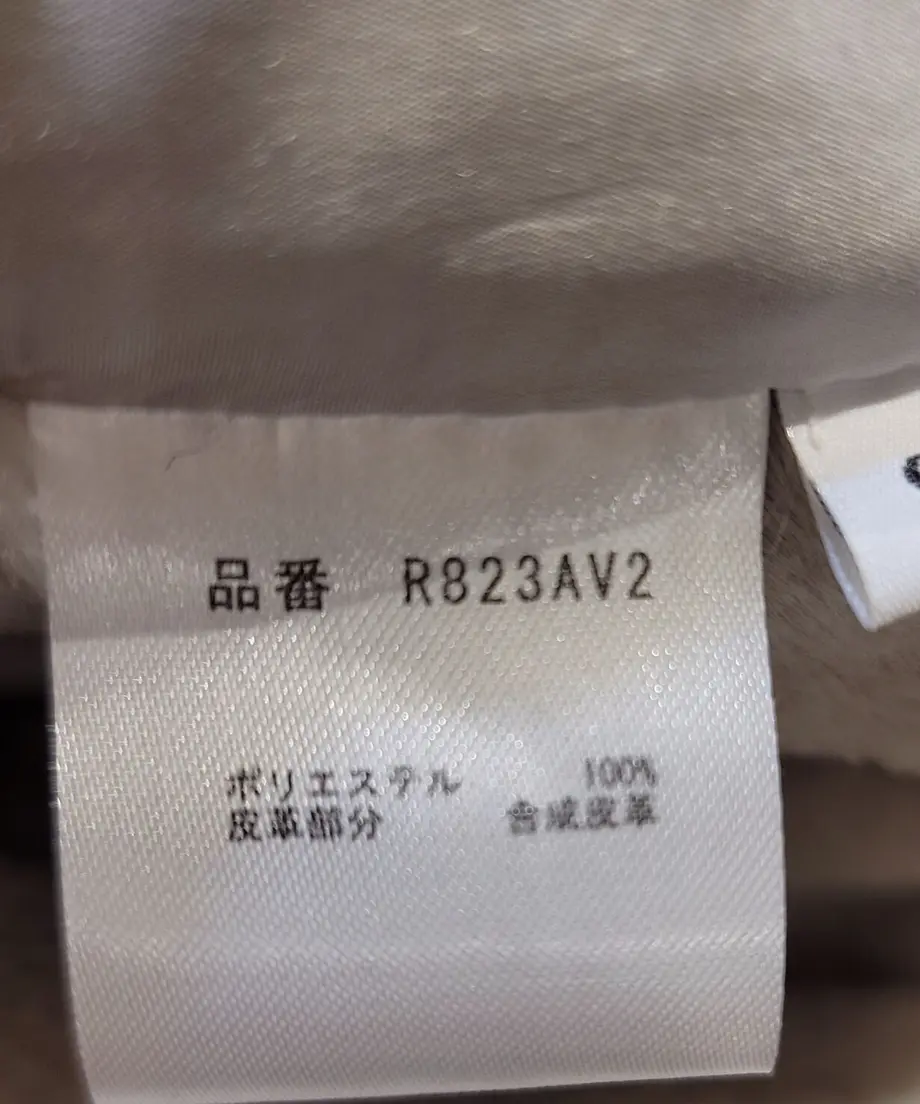 品番 R823AV2
ポリエステル 100%
皮革部分 合成皮革